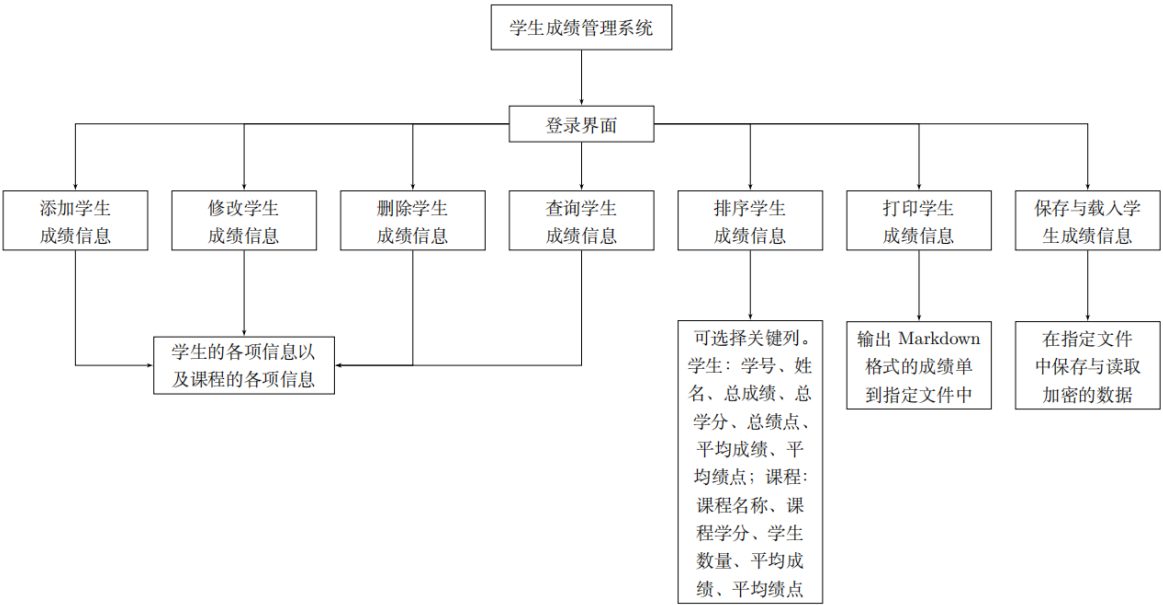 学生成绩管理系统
登录界面
添加学生
成绩信息
修改学生
成绩信息
删除学生
成绩信息
查询学生
成绩信息
排序学生
成绩信息
打印学生
成绩信息
保存与载入学
生成绩信息
学生的各项信息以
及课程的各项信息
可选择关键列。
学生：学号、姓
名、总成绩、总
学分、总绩点、
平均成绩、平
均绩点；课程：
课程名称、课
程学分、学生
数量、平均成
绩、平均绩点
输出 Markdown
格式的成绩单
到指定文件中
在指定文件
中保存与读取
加密的数据